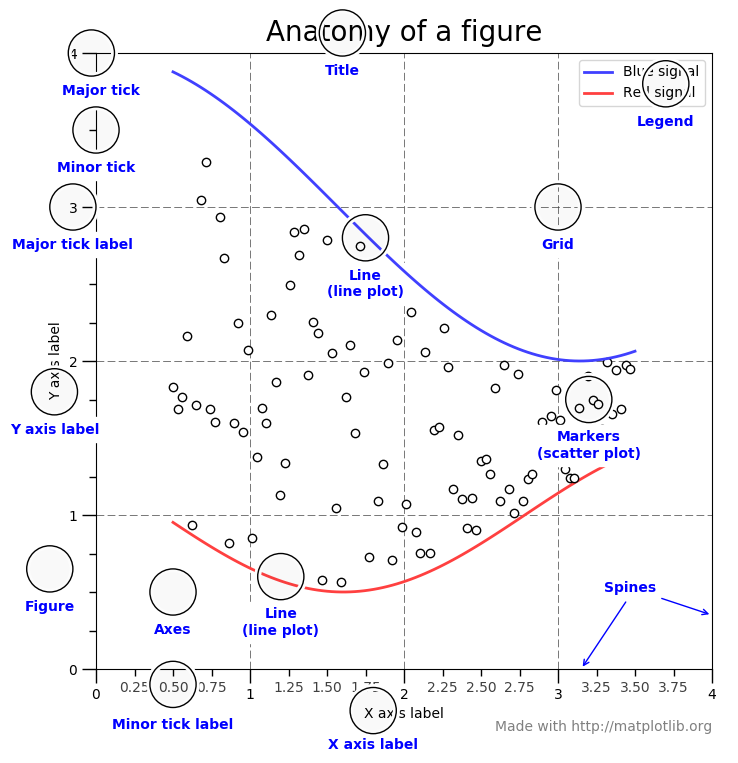 Anatomy of a figure
Title
4
Major tick
Minor tick
3
Major tick label
Blue signal
Red signal
Legend
Grid
Line
(line plot)
2
Y axis label
Y axis label
Markers
(scatter plot)
1
Figure
Axes
Line
(line plot)
Spines
0
0 0.25 0.50 0.75 1 1.25 1.50 1.75 2 2.25 2.50 2.75 3 3.25 3.50 3.75 4
Minor tick label
X axis label
X axis label
Made with http://matplotlib.org